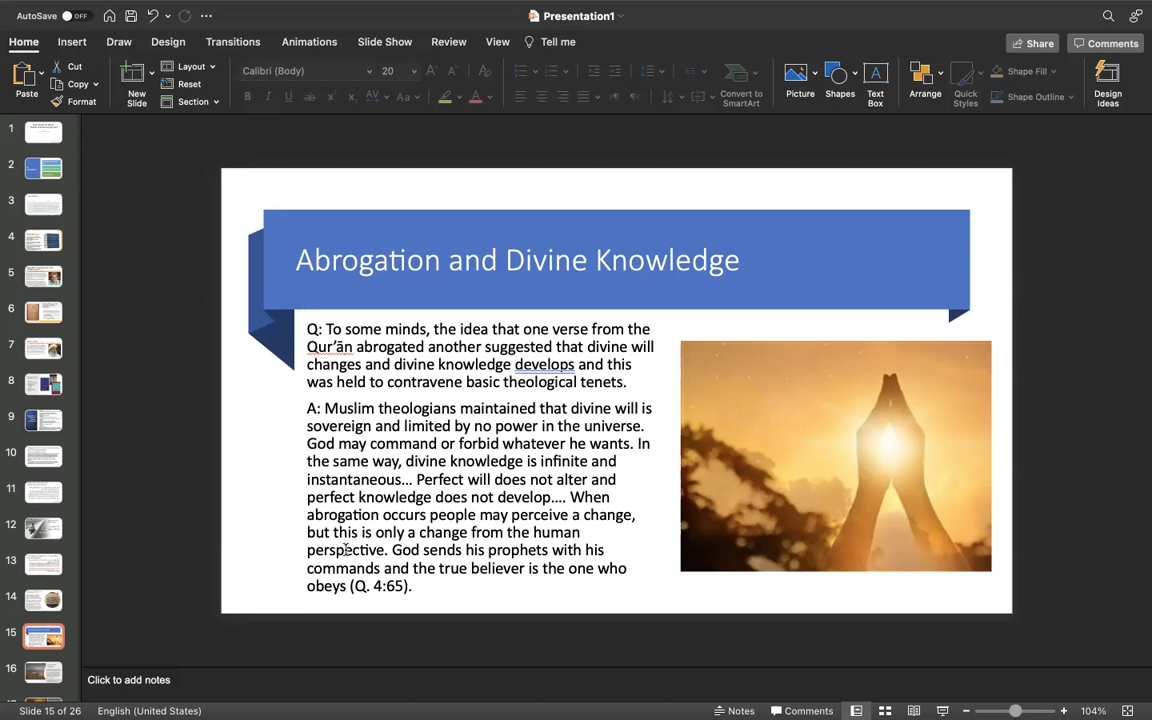 AutoSave OFF
Presentation1
Home Insert Draw Design Transitions Animations Slide Show Review View Tell me
Share Comments
Paste
Cut
Copy
Format
New Slide
Layout
Reset
Section
Calibri (Body) 20
Convert to SmartArt
Picture
Shapes
Text Box
Arrange
Quick Styles
Shape Fill
Shape Outline
Design Ideas
1
2
3
4
5
6
7
8
9
10
11
12
13
14
15
16
Abrogation and Divine Knowledge
Q: To some minds, the idea that one verse from the
Qur’ān abrogated another suggested that divine will
changes and divine knowledge develops and this
was held to contravene basic theological tenets.
A: Muslim theologians maintained that divine will is
sovereign and limited by no power in the universe.
God may command or forbid whatever he wants. In
the same way, divine knowledge is infinite and
instantaneous... Perfect will does not alter and
perfect knowledge does not develop.... When
abrogation occurs people may perceive a change,
but this is only a change from the human
perspective. God sends his prophets with his
commands and the true believer is the one who
obeys (Q. 4:65).
Click to add notes
Slide 15 of 26 English (United States) Notes Comments 104%